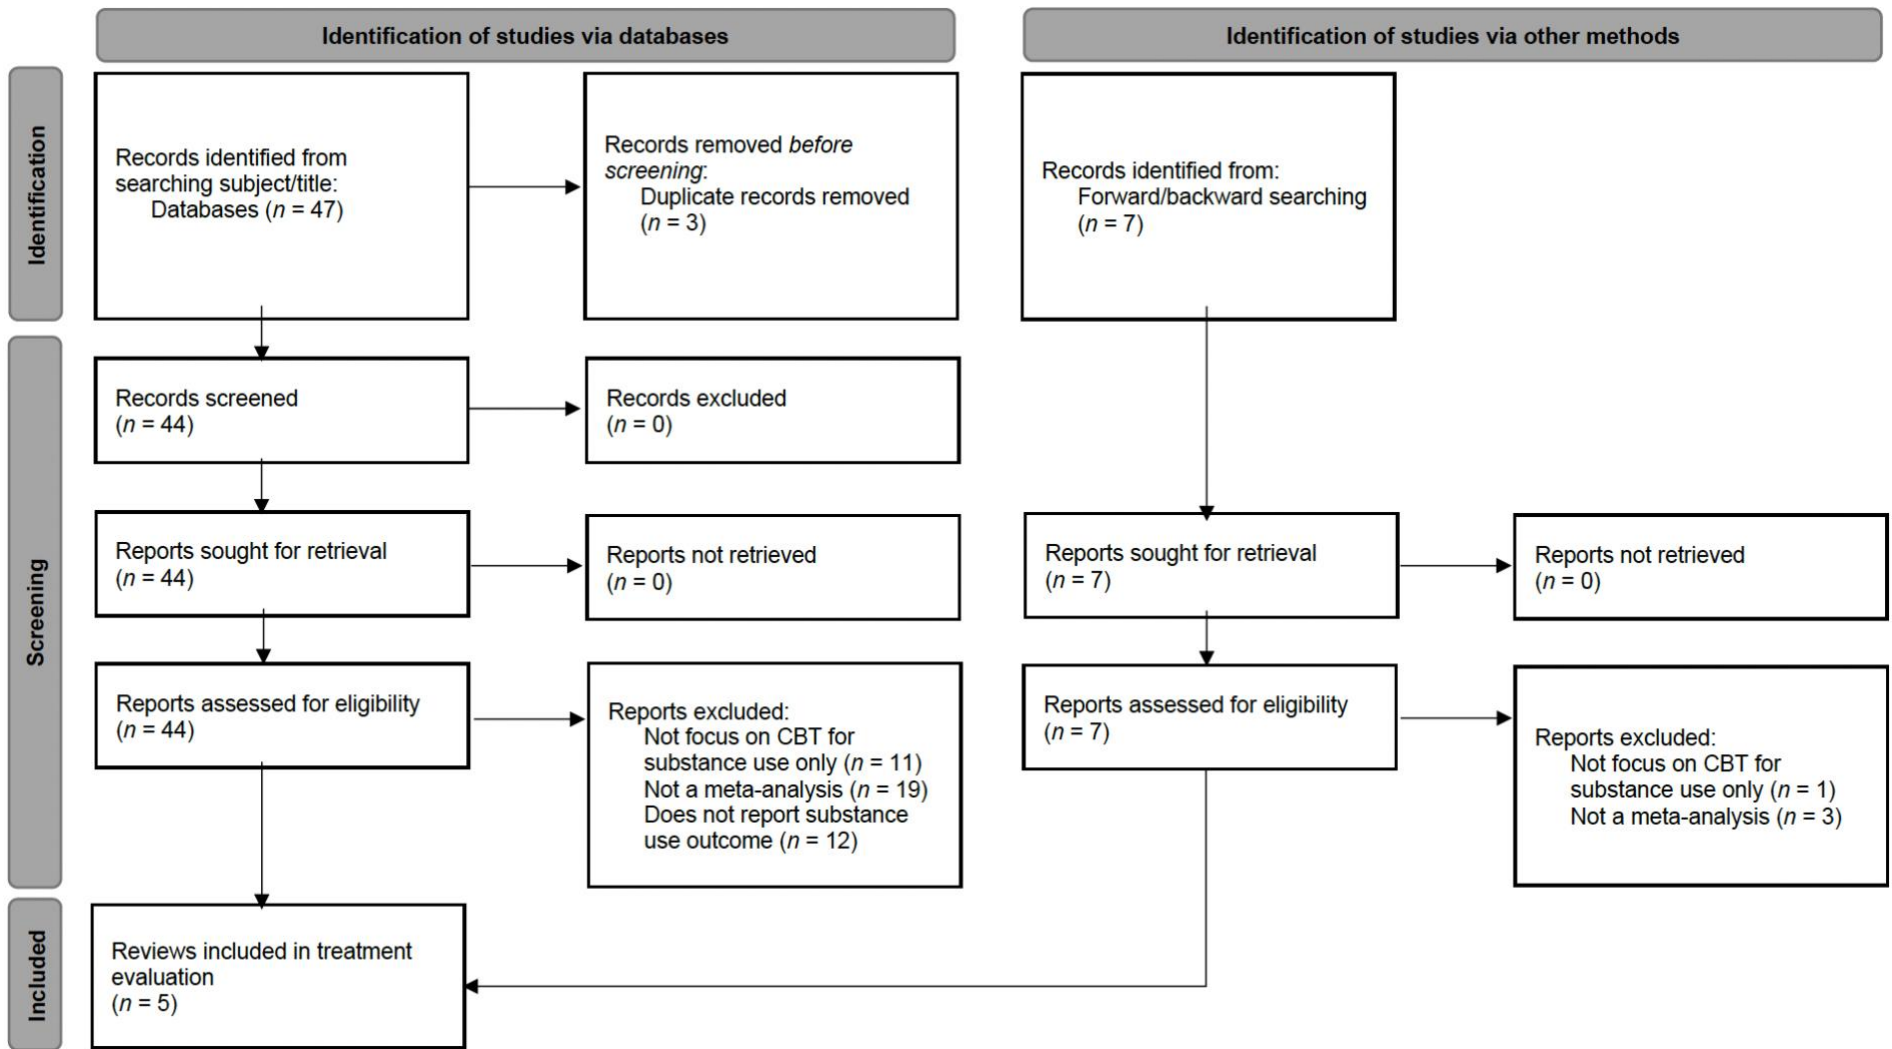 Identification of studies via databases
Identification of studies via other methods
Identification
Records identified from
searching subject/title:
Databases (n = 47)
Records removed before
screening:
Duplicate records removed
(n = 3)
Records identified from:
Forward/backward searching
(n = 7)
Screening
Records screened
(n = 44)
Records excluded
(n = 0)
Reports sought for retrieval
(n = 44)
Reports not retrieved
(n = 0)
Reports sought for retrieval
(n = 7)
Reports not retrieved
(n = 0)
Reports assessed for eligibility
(n = 44)
Reports excluded:
Not focus on CBT for
substance use only (n = 11)
Not a meta-analysis (n = 19)
Does not report substance
use outcome (n = 12)
Reports assessed for eligibility
(n = 7)
Reports excluded:
Not focus on CBT for
substance use only (n = 1)
Not a meta-analysis (n = 3)
Included
Reviews included in treatment
evaluation
(n = 5)